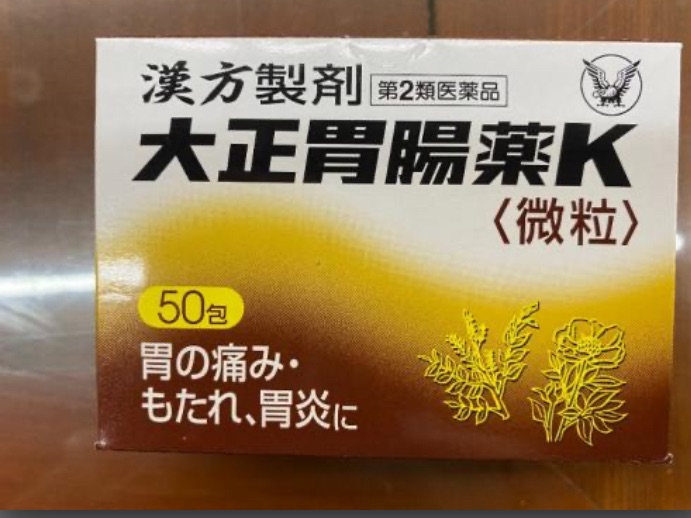 漢方製剤 第2類医薬品
大正胃腸薬K
〈微粒〉
50包
胃の痛み・
もたれ、胃炎に